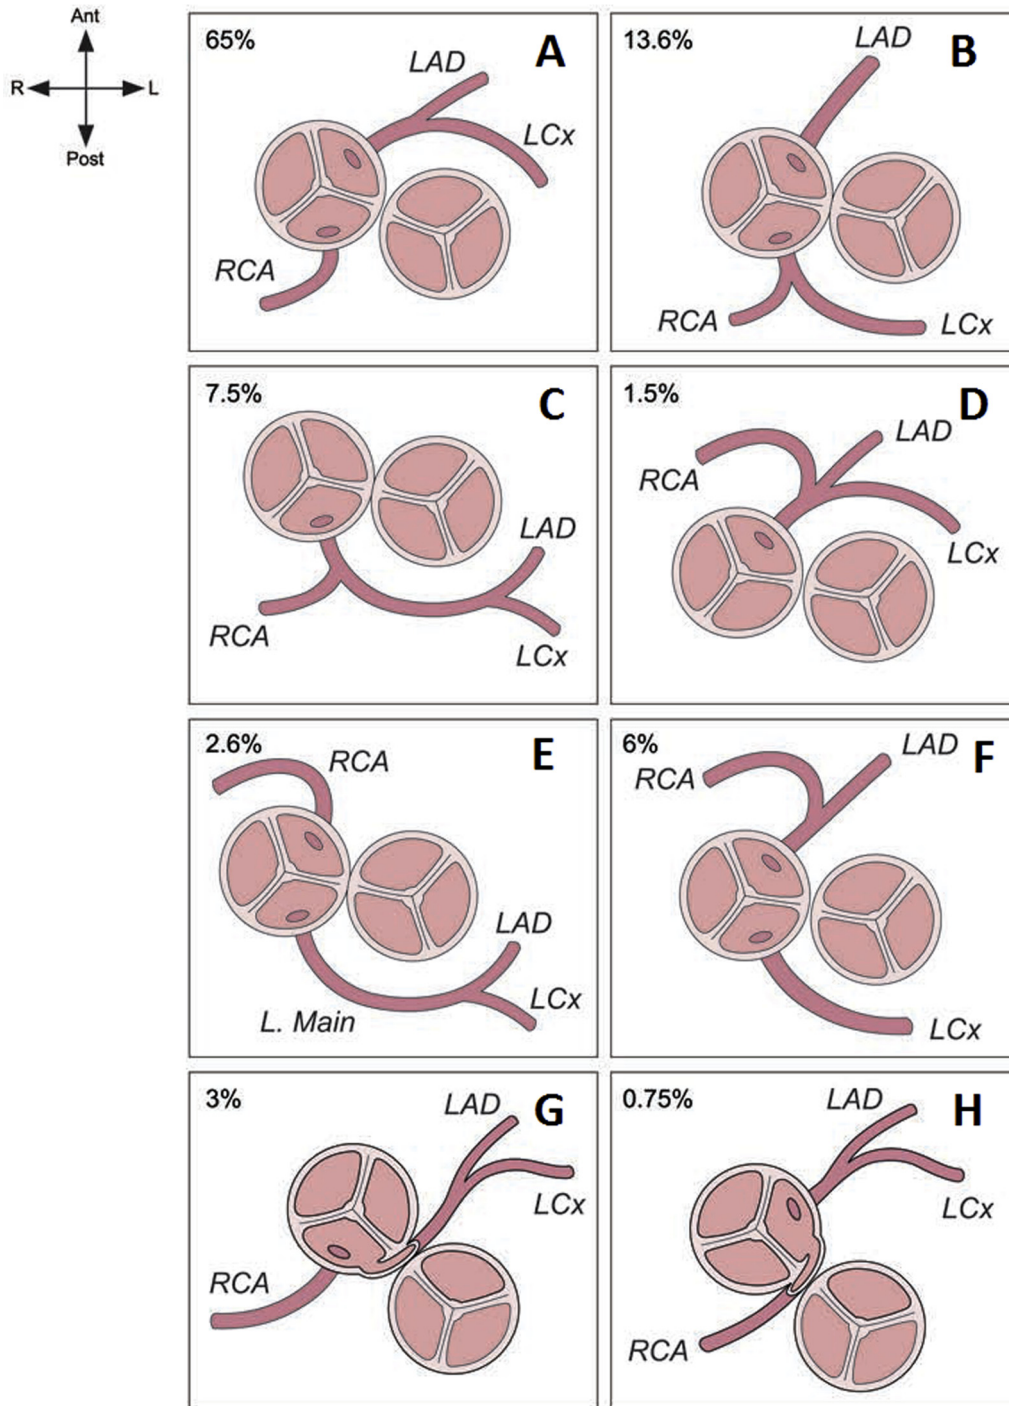 Ant
R L
Post
65% A
LAD
LCx
RCA
13.6% B
LAD
RCA
LCx
7.5% C
LAD
RCA
LCx
1.5% D
LAD
RCA
LCx
2.6% E
RCA
LAD
LCx
L. Main
6% F
LAD
RCA
LCx
3% G
LAD
LCx
RCA
0.75% H
LAD
LCx
RCA